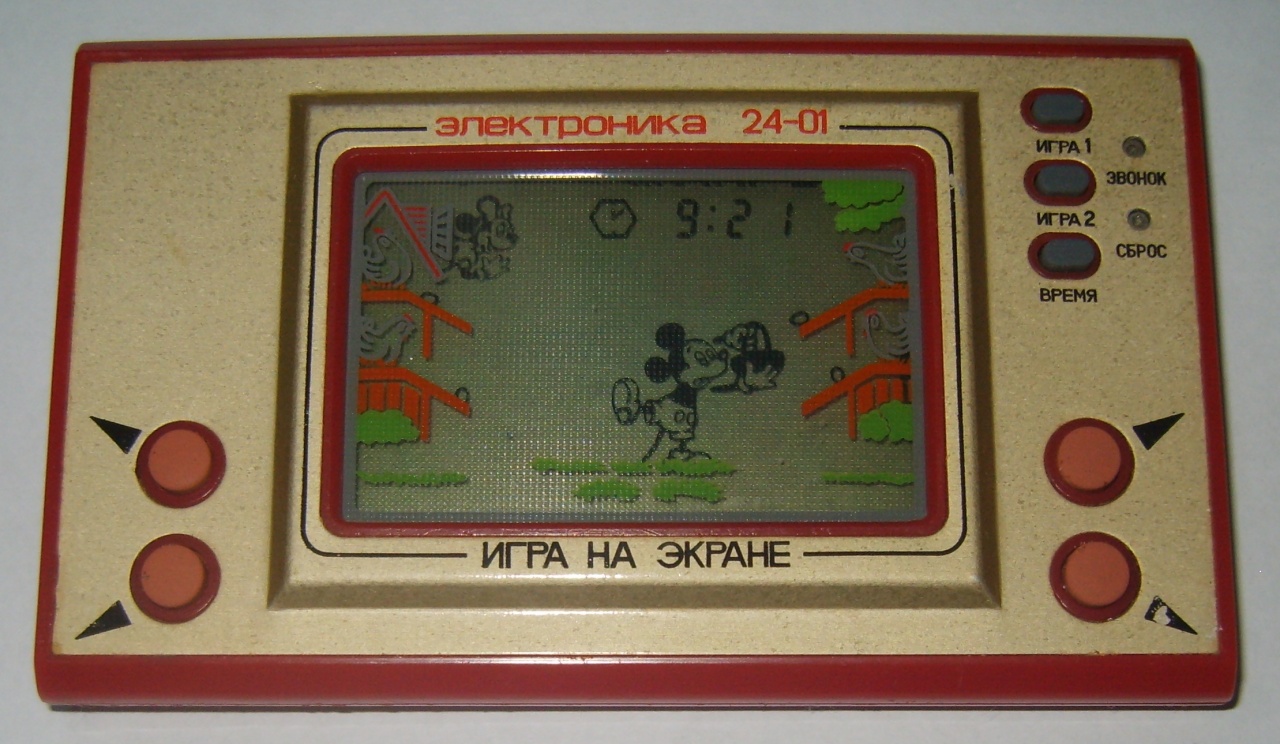 электроника 24-01
9:21
ИГРА 1
ЗВОНОК
ИГРА 2
СБРОС
ВРЕМЯ
ИГРА НА ЭКРАНЕ